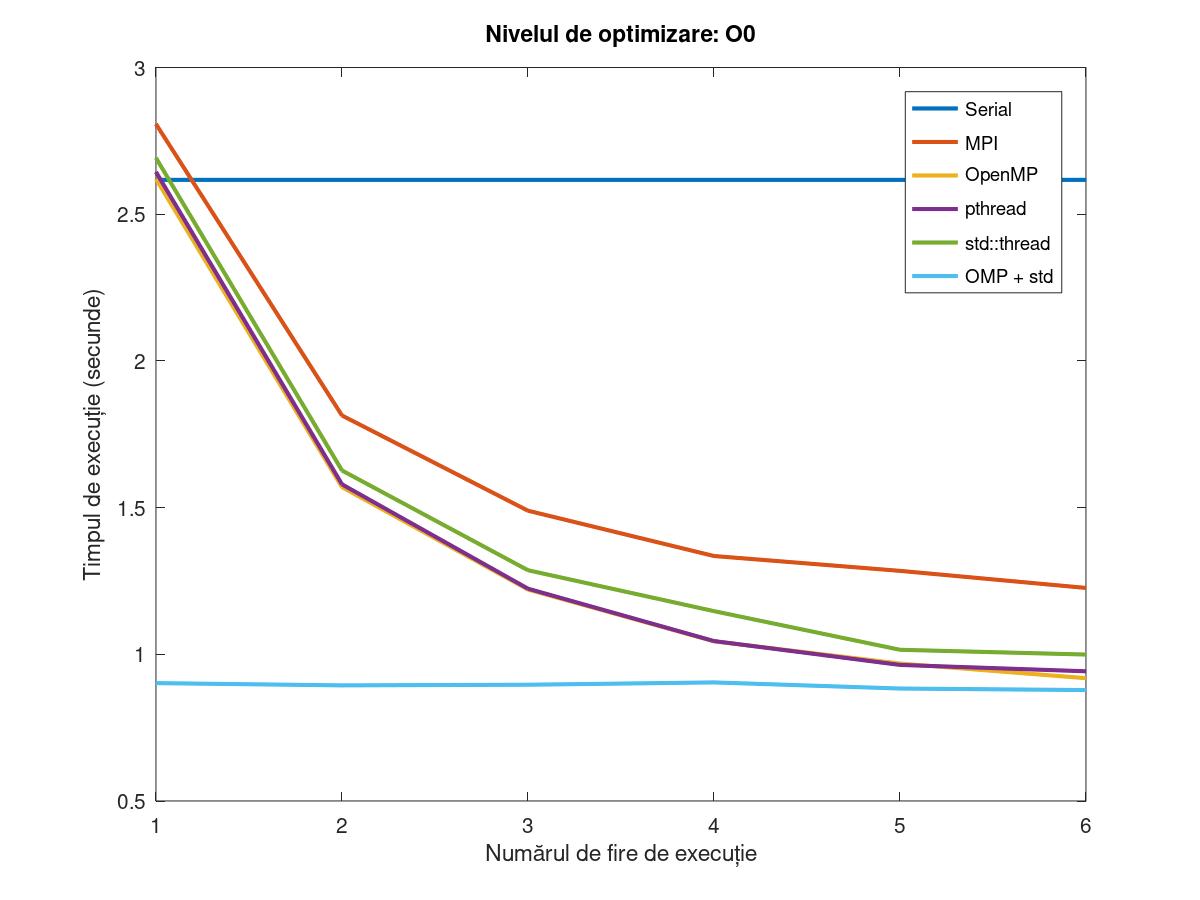 Nivelul de optimizare: O0
3
2.5
2
1.5
1
0.5
Timpul de execuție (secunde)
Serial
MPI
OpenMP
pthread
std::thread
OMP + std
1 2 3 4 5 6
Numărul de fire de execuție